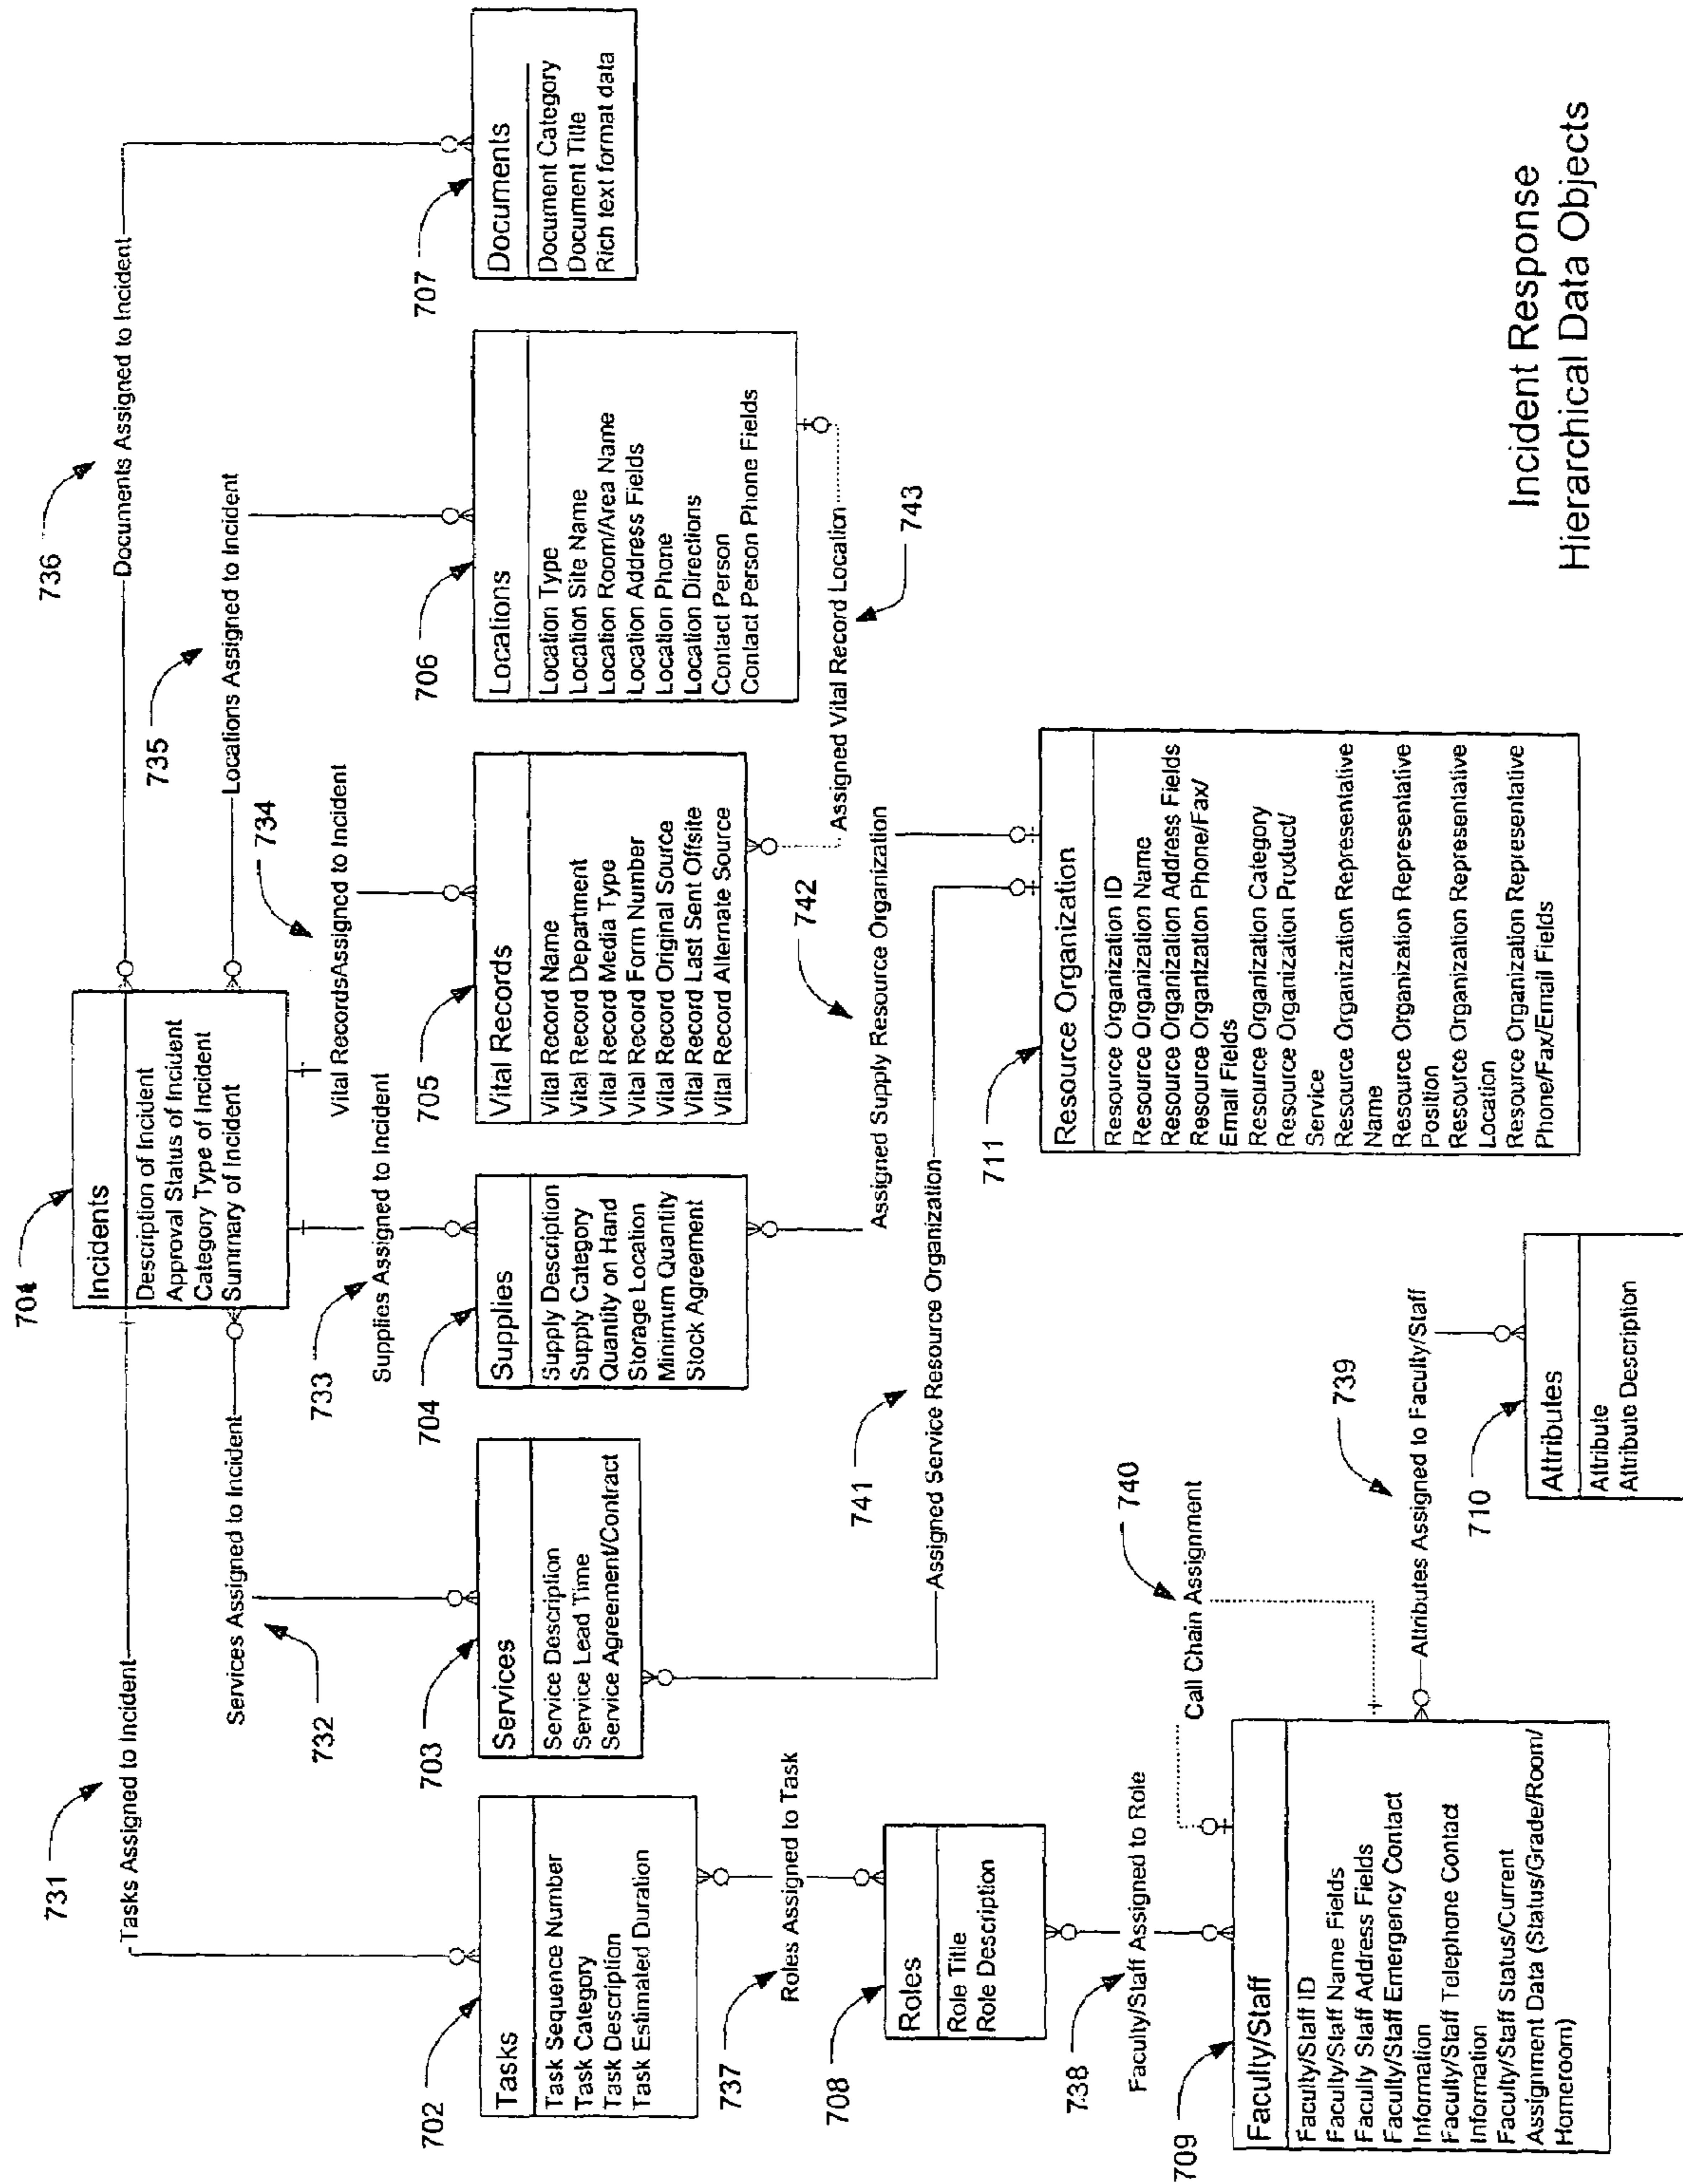 731
Tasks Assigned to Incident
704
Incidents
Description of Incident
Approval Status of Incident
Category Type of Incident
Summary of Incident
736
Documents Assigned to Incident
735
Locations Assigned to Incident
734
Vital RecordsAssigned to Incident
733
Supplies Assigned to Incident
732
Services Assigned to Incident
702
Tasks
Task Sequence Number
Task Category
Task Description
Task Estimated Duration
703
Services
Service Description
Service Lead Time
Service Agreement/Contract
704
Supplies
Supply Description
Supply Category
Quantity on Hand
Storage Location
Minimum Quantity
Stock Agreement
705
Vital Records
Vital Record Name
Vital Record Department
Vital Record Media Type
Vital Record Form Number
Vital Record Original Source
Vital Record Last Sent Offsite
Vital Record Alternate Source
706
Locations
Location Type
Location Site Name
Location Room/Area Name
Location Address Fields
Location Phone
Location Directions
Contact Person
Contact Person Phone Fields
707
Documents
Document Category
Document Title
Rich text format data
737
Roles Assigned to Task
741
Assigned Service Resource Organization
742
Assigned Supply Resource Organization
Assigned Vital Record Location
743
708
Roles
Role Title
Role Description
738
Faculty/Staff Assigned to Role
740
Call Chain Assignment
709
Faculty/Staff
Faculty/Staff ID
Faculty/Staff Name Fields
Faculty Staff Address Fields
Faculty/Staff Emergency Contact
Information
Faculty/Staff Telephone Contact
Information
Faculty/Staff Status/Current
Assignment Data (Status/Grade/Room/
Homeroom)
739
Attributes Assigned to Faculty/Staff
710
Attributes
Attribute
Attribute Description
711
Resource Organization
Resource Organization ID
Resource Organization Name
Resource Organization Address Fields
Resource Organization Phone/Fax/
Email Fields
Resource Organization Category
Resource Organization Product/
Service
Resource Organization Representative
Name
Resource Organization Representative
Position
Resource Organization Representative
Location
Resource Organization Representative
Phone/Fax/Email Fields
Incident Response
Hierarchical Data Objects